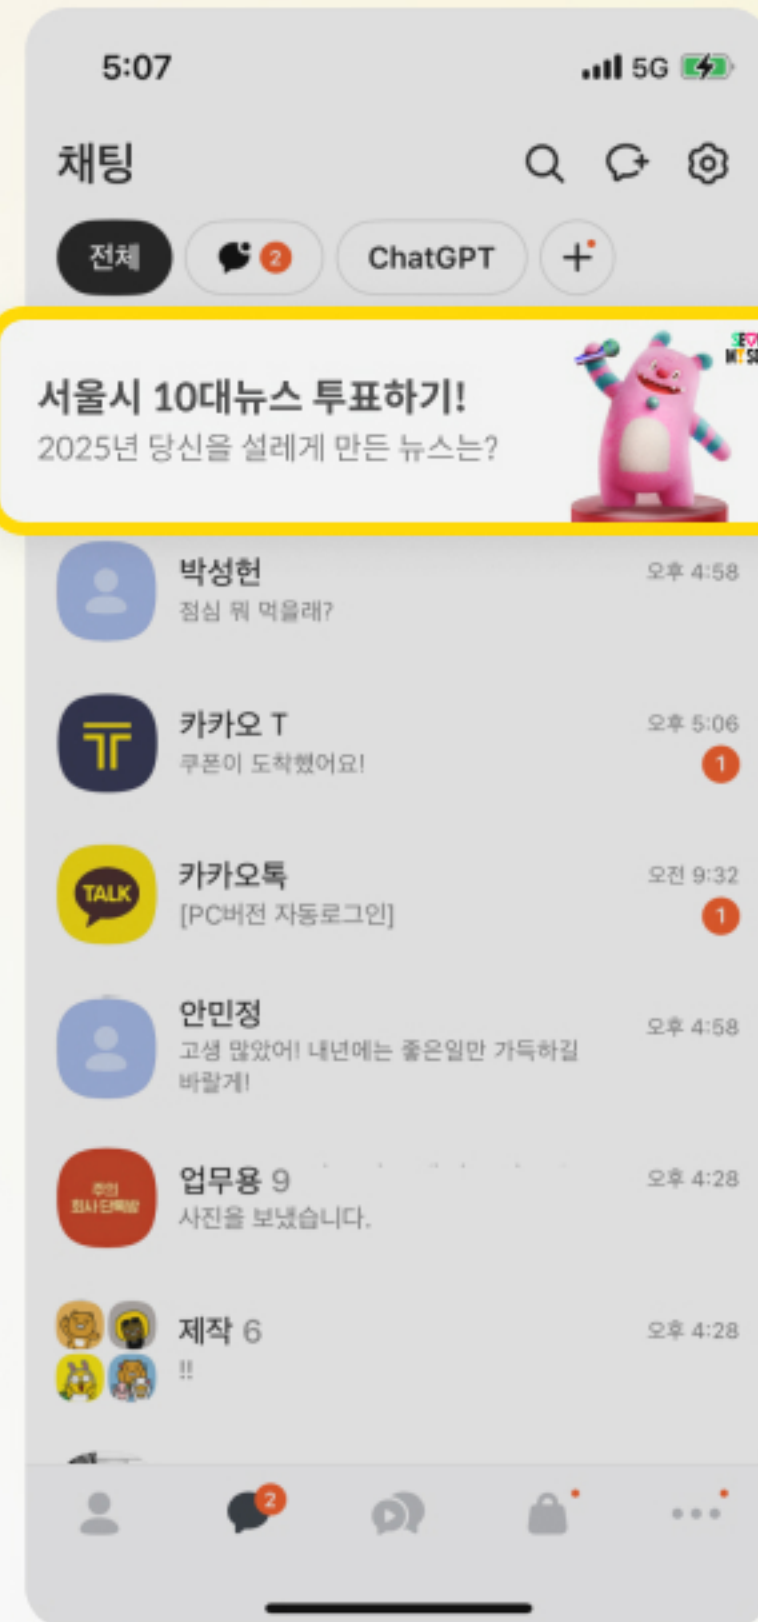 5:07
5G
채팅
전체
2
ChatGPT
서울시 10대뉴스 투표하기!
2025년 당신을 설레게 만든 뉴스는?
박성헌
오후 4:58
점심 뭐 먹을래?
카카오 T
오후 5:06
쿠폰이 도착했어요!
1
카카오톡
오전 9:32
TALK
[PC버전 자동로그인]
1
안민정
오후 4:58
고생 많았어! 내년에는 좋은일만 가득하길
바랄게!
업무용 9
오후 4:28
주의
회사단톡방
사진을 보냈습니다.
제작 6
오후 4:28
!!
2